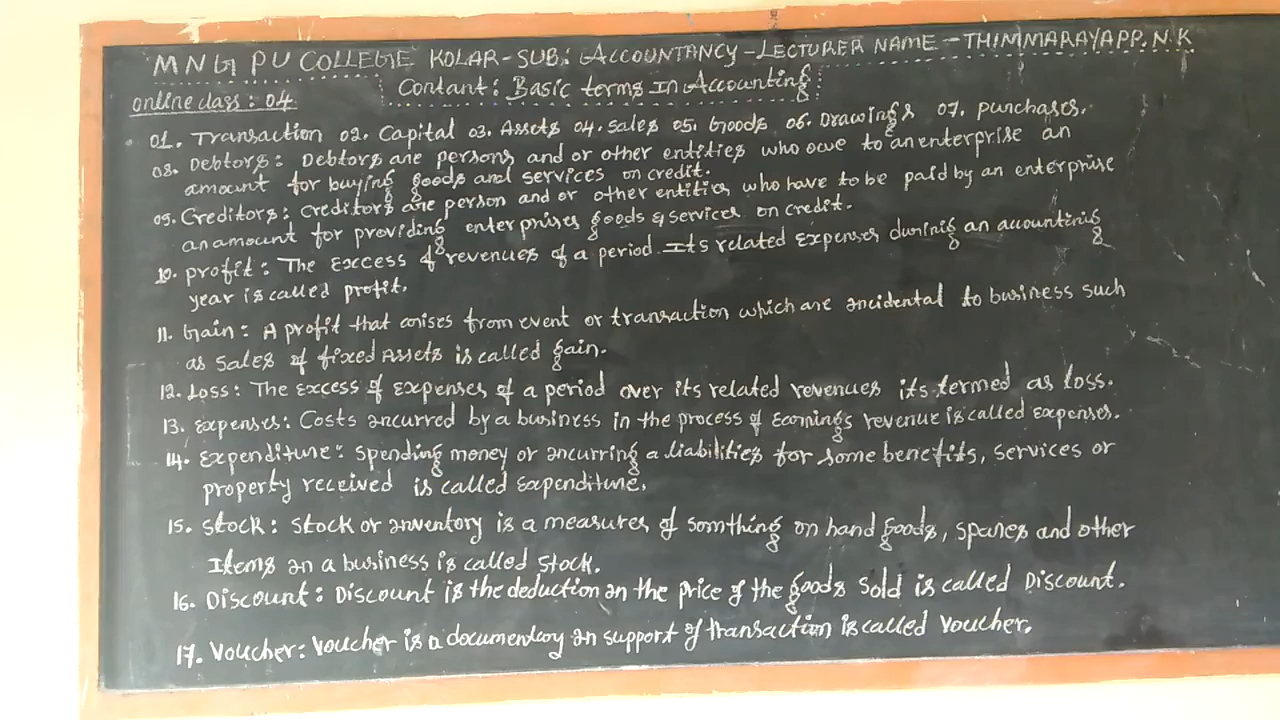 MNG PU COLLEGE KOLAR-SUB: ACCOUNTANCY-LECTURER NAME-THIMMARAYAPP.N.K
Contant: Basic terms In Accounting
online class: 04
01. Transaction 02. Capital 03. Assets 04. Sales 05. Goods 06. Drawings 07. purchases.
08. Debtors: Debtors are persons and or other entities who owe to an enterprise an
amount for buying goods and services on credit.
09. Creditors: Creditors are person and or other entities who have to be paid by an enterprise
an amount for providing enterprises goods & services on credit.
10. profit: The Excess of revenues of a period Its related Expenses during an accounting
year is called profit.
11. Gain: A profit that arises from event or transaction which are incidental to business such
as Sales of fixed Assets is called gain.
12. Loss: The Excess of Expenses of a period over its related revenues its termed as loss.
13. Expenses: Costs incurred by a business in the process of Earnings revenue is called Expenses.
14. Expenditure: spending money or incurring a liabilities for some benefits, services or
property received is called Expenditure.
15. Stock: Stock or inventory is a measures of somthing on hand goods, spares and other
Items in a business is called Stock.
16. Discount: Discount is the deduction in the price of the goods sold is called Discount.
17. Voucher: Voucher is a documentary in support of transaction is called Voucher.